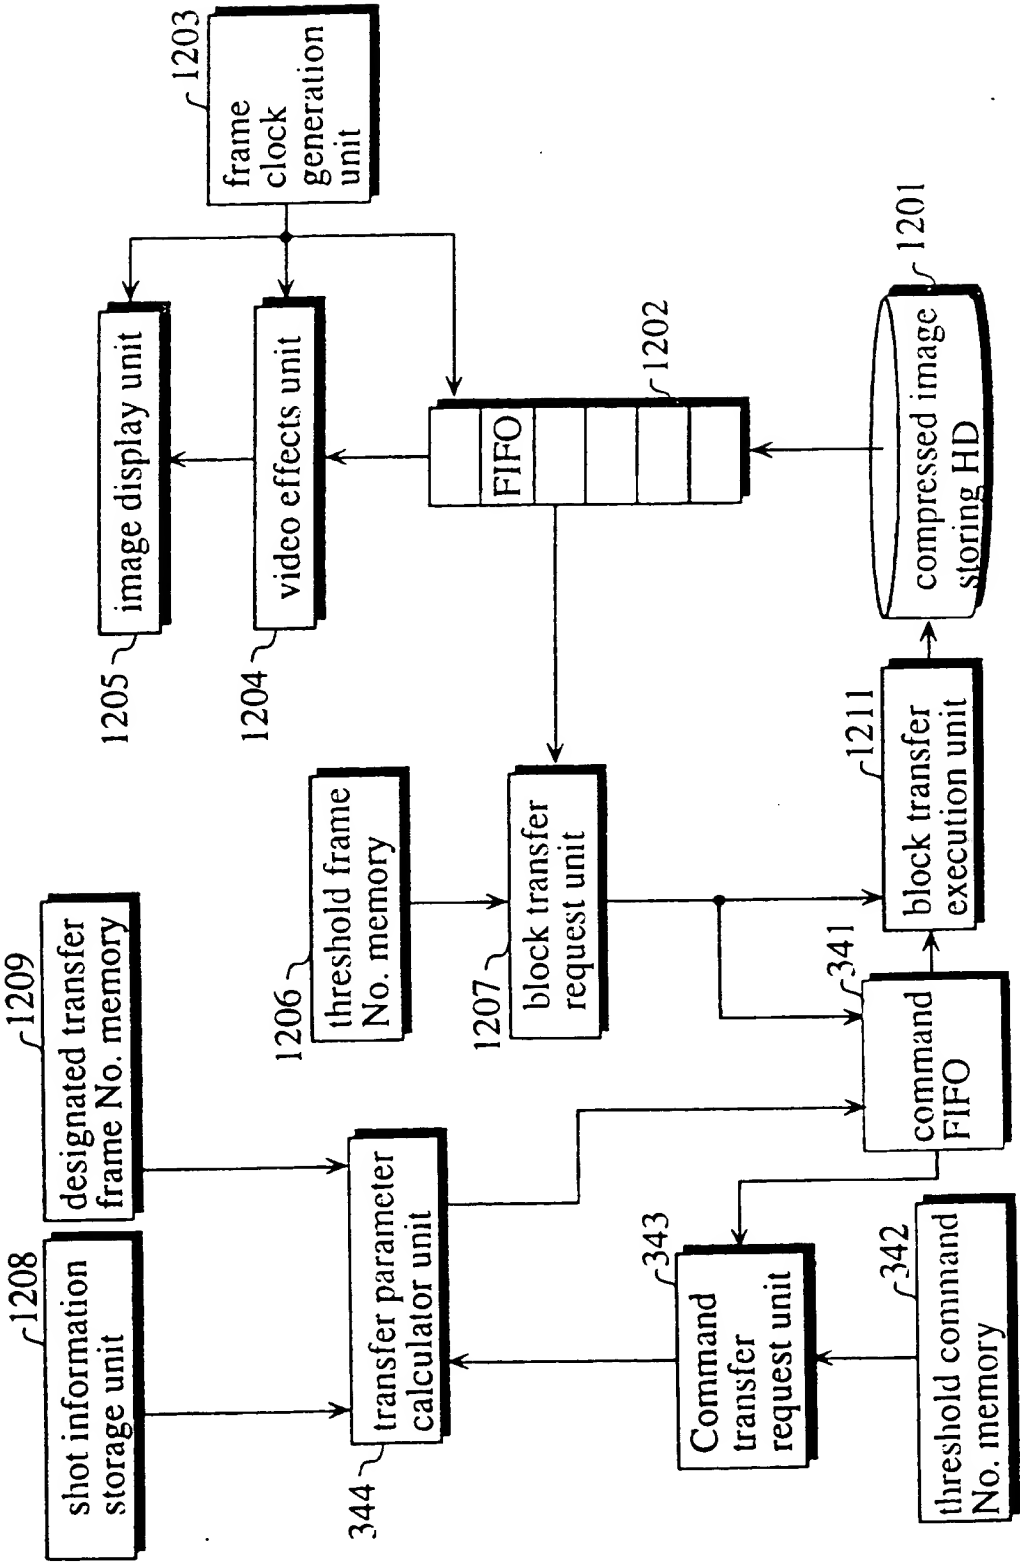 1208
shot information
storage unit
1209
designated transfer
frame No. memory
344
transfer parameter
calculator unit
343
Command
transfer
request unit
342
threshold command
No. memory
1206
threshold frame
No. memory
1207
block transfer
request unit
341
command
FIFO
1211
block transfer
execution unit
1205
image display unit
1204
video effects unit
FIFO
1202
1203
frame
clock
generation
unit
1201
compressed image
storing HD